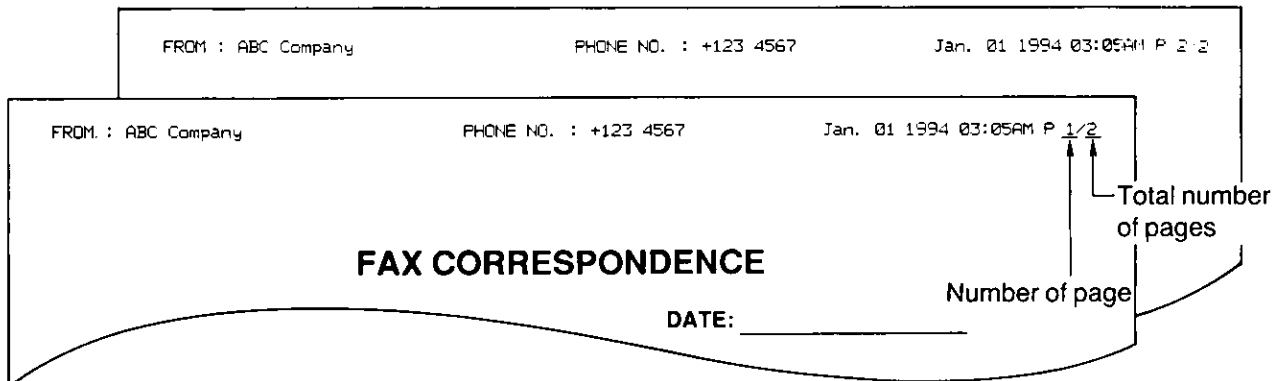 FROM : ABC Company PHONE NO. : +123 4567 Jan. 01 1994 03:05AM P 2 2
FROM : ABC Company PHONE NO. : +123 4567 Jan. 01 1994 03:05AM P 1/2
Total number
of pages
FAX CORRESPONDENCE
Number of page
DATE: